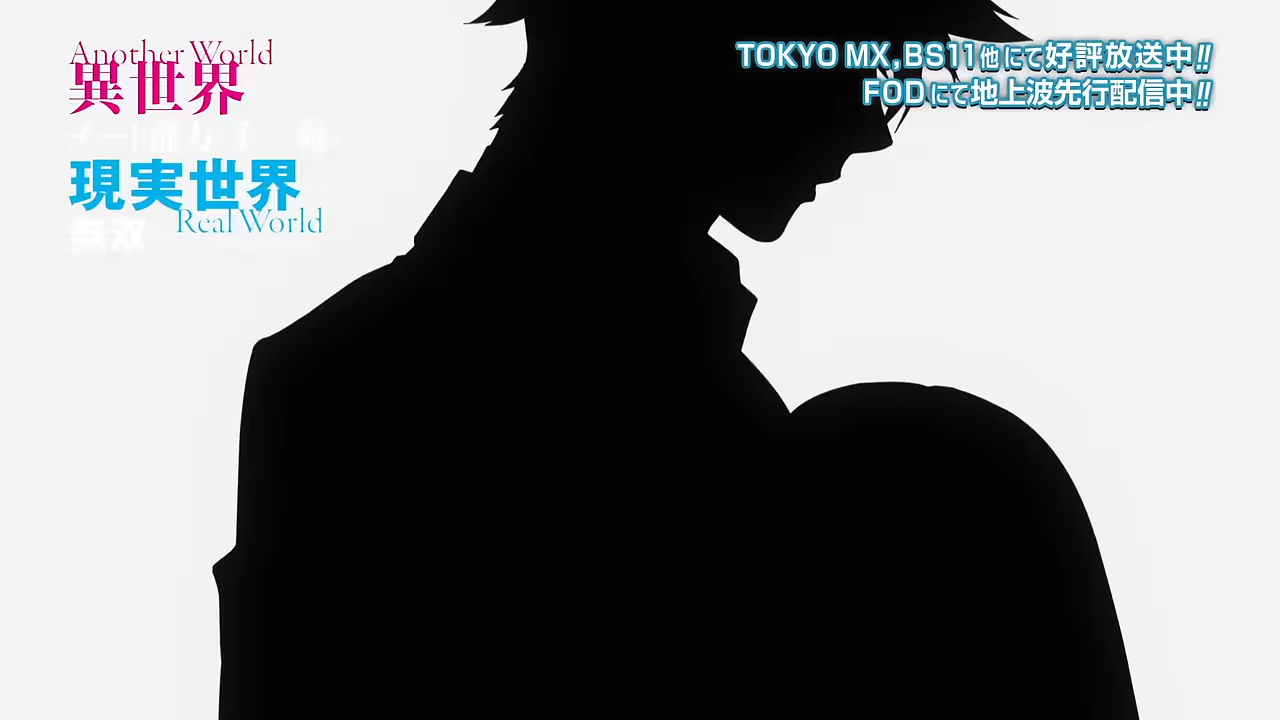 Another World
異世界
現実世界
Real World
無双
TOKYO MX,BS11他にて好評放送中!!
FODにて地上波先行配信中!!